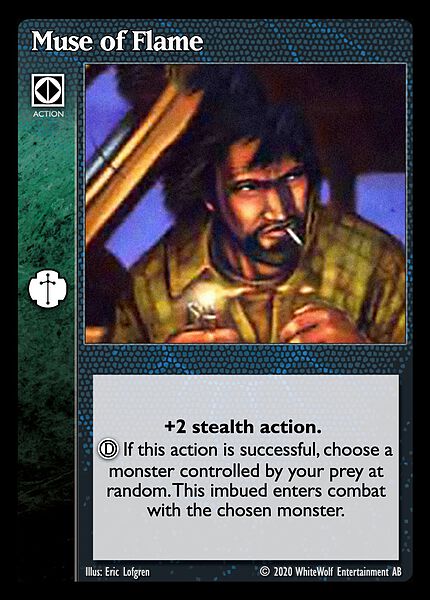 Muse of Flame
ACTION
+2 stealth action.
Ⓓ If this action is successful, choose a
monster controlled by your prey at
random. This imbued enters combat
with the chosen monster.
Illus: Eric Lofgren © 2020 WhiteWolf Entertainment AB